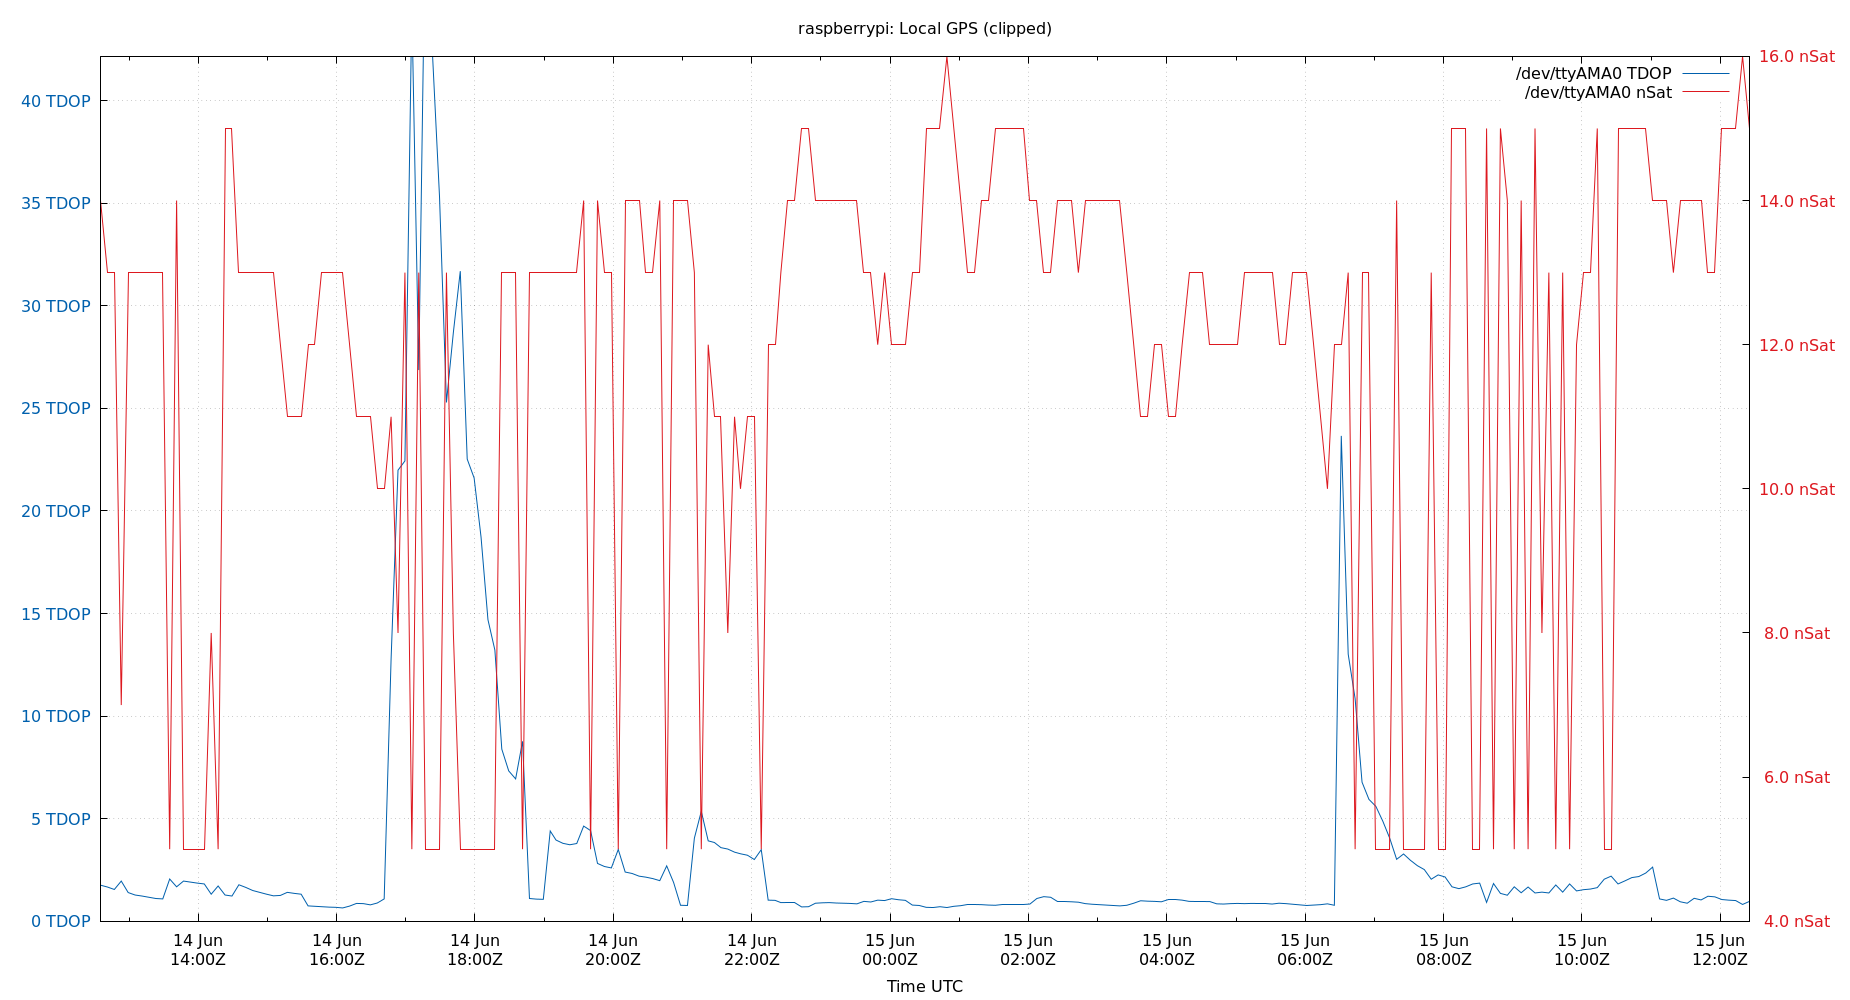 raspberrypi: Local GPS (clipped)
/dev/ttyAMA0 TDOP
/dev/ttyAMA0 nSat
40 TDOP
35 TDOP
30 TDOP
25 TDOP
20 TDOP
15 TDOP
10 TDOP
5 TDOP
0 TDOP
16.0 nSat
14.0 nSat
12.0 nSat
10.0 nSat
8.0 nSat
6.0 nSat
4.0 nSat
14 Jun
14:00Z
14 Jun
16:00Z
14 Jun
18:00Z
14 Jun
20:00Z
14 Jun
22:00Z
15 Jun
00:00Z
15 Jun
02:00Z
15 Jun
04:00Z
15 Jun
06:00Z
15 Jun
08:00Z
15 Jun
10:00Z
15 Jun
12:00Z
Time UTC